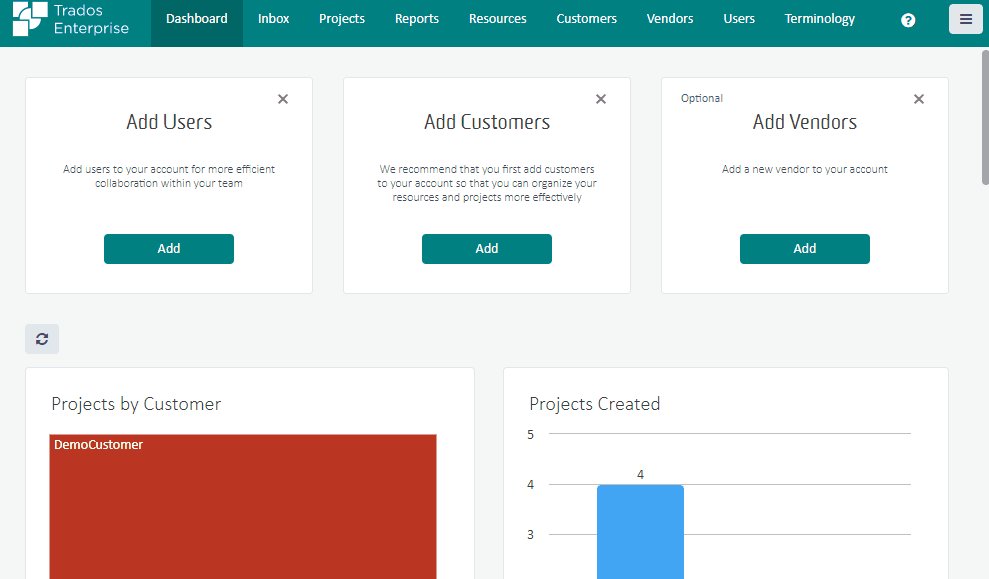 Trados
Enterprise
Dashboard
Inbox
Projects
Reports
Resources
Customers
Vendors
Users
Terminology
?
Add Users
Add users to your account for more efficient
collaboration within your team
Add
Add Customers
We recommend that you first add customers
to your account so that you can organize your
resources and projects more effectively
Add
Optional
Add Vendors
Add a new vendor to your account
Add
Projects by Customer
DemoCustomer
Projects Created
5
4
4
3